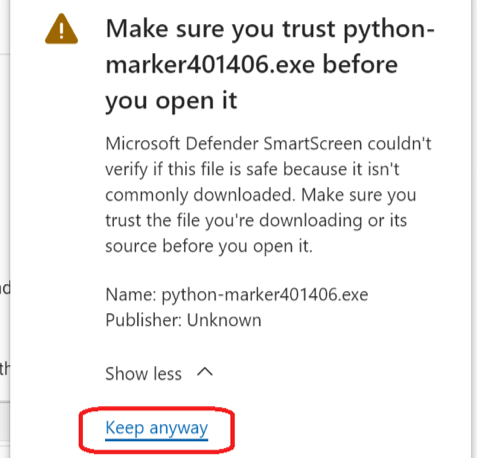 Make sure you trust python-
marker401406.exe before
you open it
Microsoft Defender SmartScreen couldn't
verify if this file is safe because it isn't
commonly downloaded. Make sure you
trust the file you're downloading or its
source before you open it.
Name: python-marker401406.exe
Publisher: Unknown
Show less
Keep anyway